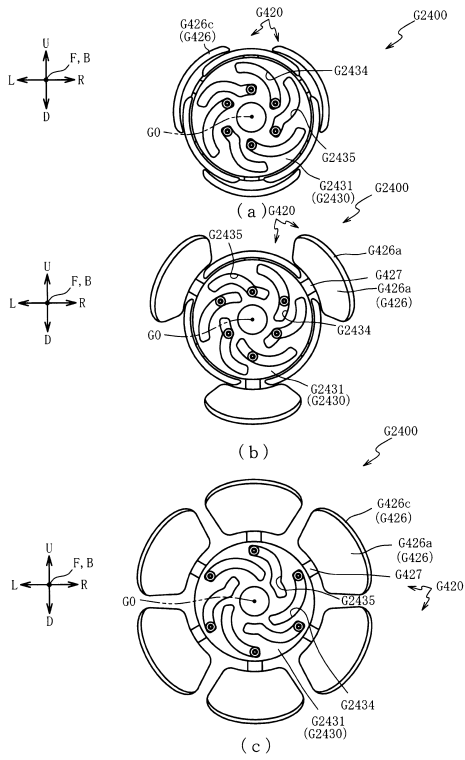 G420
G426c
(G426)
G2400
U
F,B
L
R
D
G2434
G0
G2435
G2431
(G2430)
(a)
G2400
G420
G2435
G426a
U
F,B
L
R
D
G427
G426a
(G426)
G0
G2434
G2431
(G2430)
(b)
G2400
G426c
(G426)
G426a
(G426)
U
F,B
L
R
D
G427
G420
G0
G2435
G2434
G2431
(G2430)
(c)